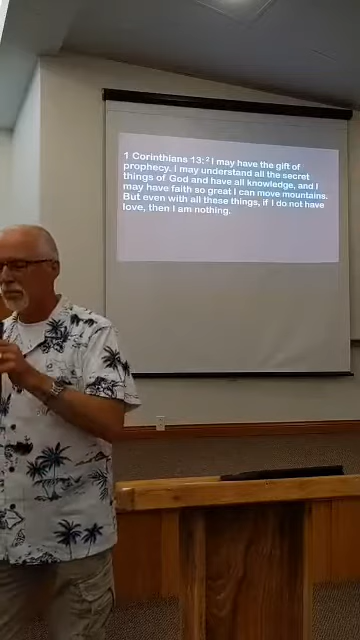 1 Corinthians 13: ² I may have the gift of
prophecy. I may understand all the secret
things of God and have all knowledge, and I
may have faith so great I can move mountains.
But even with all these things, if I do not have
love, then I am nothing.